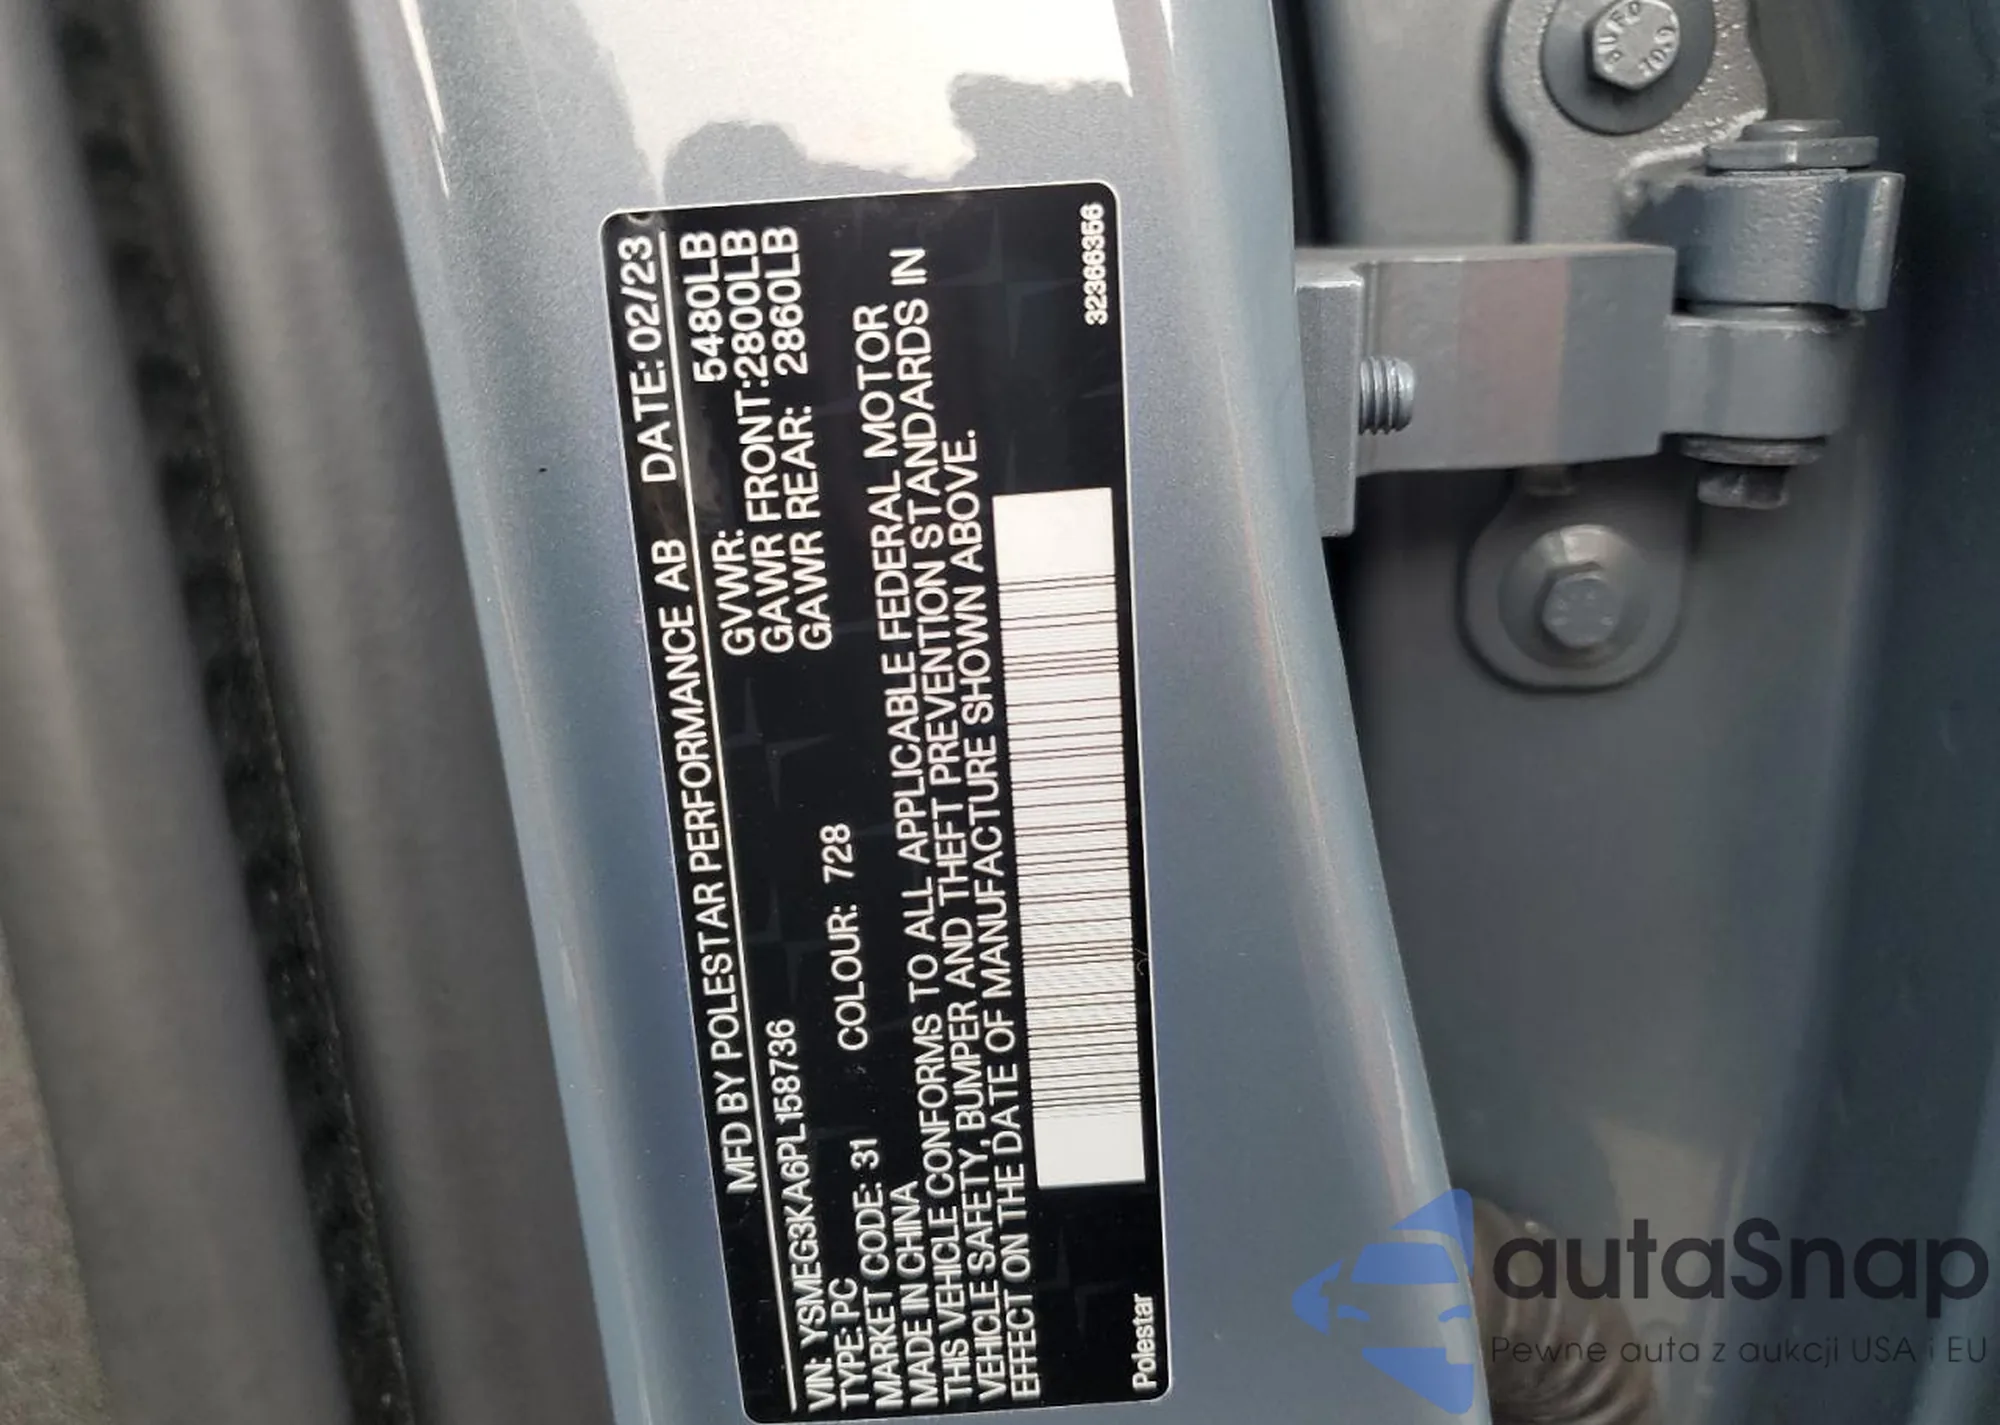 MFD BY POLESTAR PERFORMANCE AB DATE: 02/23
GVWR: 5480LB
GAWR FRONT:2800LB
GAWR REAR: 2860LB
VIN: YSMEG3KA6PL158736
TYPE: PC
MARKET CODE: 31 COLOUR: 728
MADE IN CHINA
THIS VEHICLE CONFORMS TO ALL APPLICABLE FEDERAL MOTOR
VEHICLE SAFETY, BUMPER AND THEFT PREVENTION STANDARDS IN
EFFECT ON THE DATE OF MANUFACTURE SHOWN ABOVE.
Polestar
32366356
autaSnap
Pewne auta z aukcji USA i EU